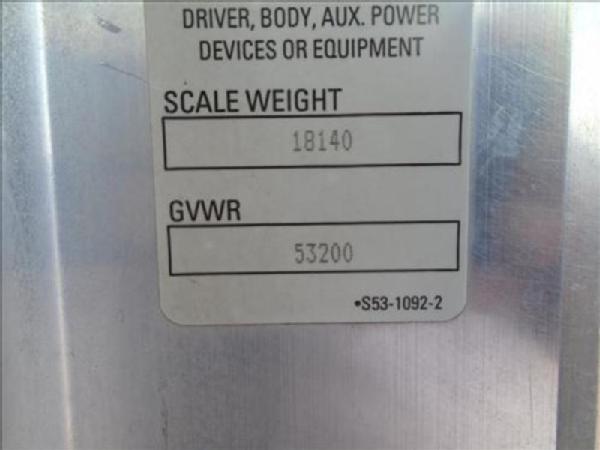 DRIVER, BODY, AUX. POWER
DEVICES OR EQUIPMENT
SCALE WEIGHT
18140
GVWR
53200
•S53-1092-2